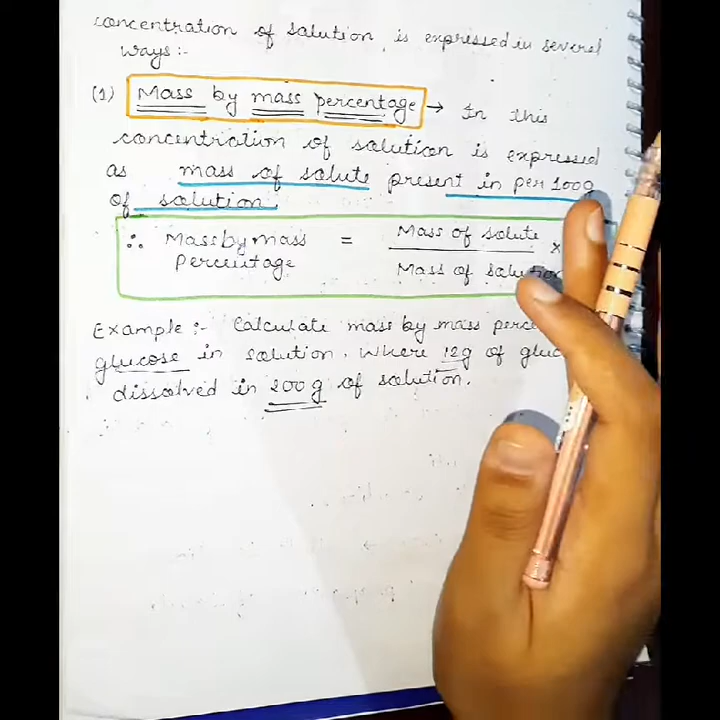 concentration of solution is expressed in several
ways :-
(1) Mass by mass percentage → In this
concentration of solution is expressed
as mass of solute present in per 100g
of solution.
∴ Mass by mass = Mass of solute ×
percentage Mass of solution
Example :- Calculate mass by mass
glucose in solution, where 12g of
dissolved in 200 g of solution.